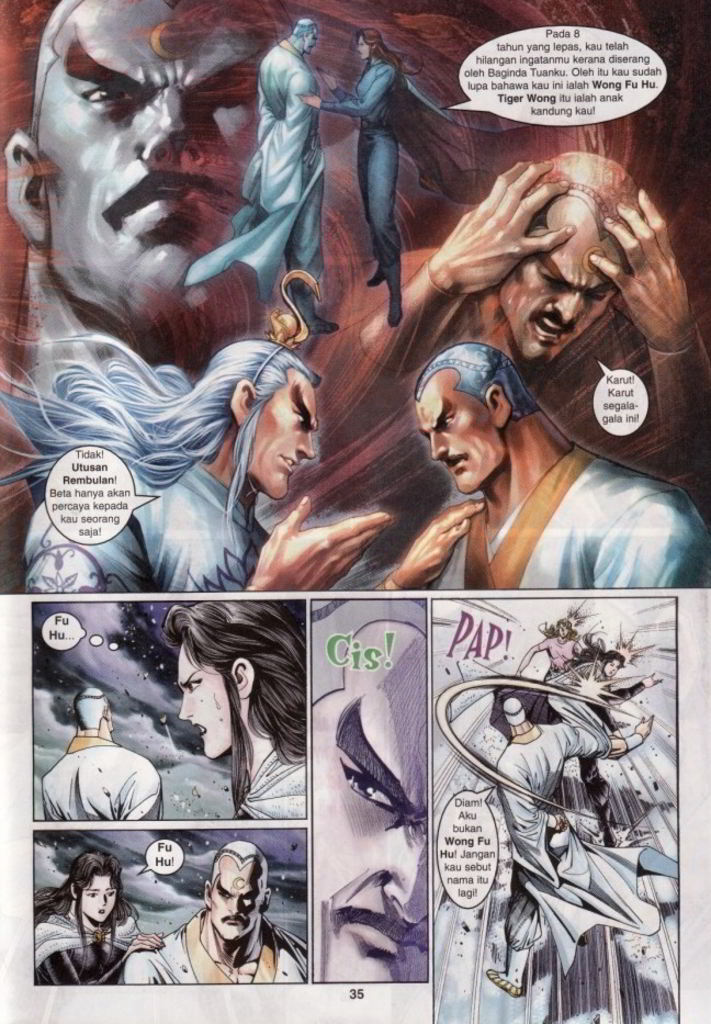 Pada 8
tahun yang lepas, kau telah
hilangan ingatanmu kerana diserang
oleh Baginda Tuanku. Oleh itu kau sudah
lupa bahawa kau ini ialah Wong Fu Hu.
Tiger Wong itu ialah anak
kandung kau!
Karut!
Karut
segala-
gala ini!
Tidak!
Utusan
Rembulan!
Beta hanya akan
percaya kepada
kau seorang
saja!
Fu
Hu...
Fu
Hu!
Cis!
PAP!
Diam!
Aku
bukan
Wong Fu
Hu! Jangan
kau sebut
nama itu
lagi!
35